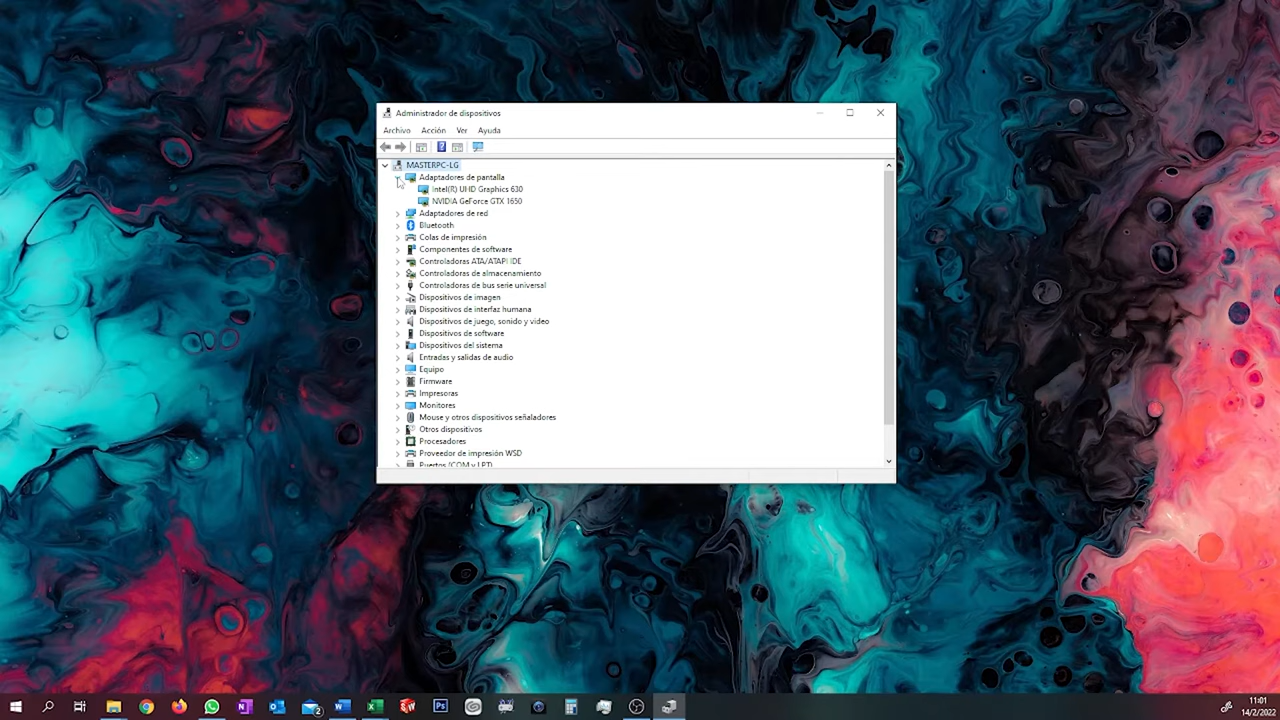 Administrador de dispositivos
Archivo Acción Ver Ayuda
MASTERPC-LG
Adaptadores de pantalla
Intel(R) UHD Graphics 630
NVIDIA GeForce GTX 1650
Adaptadores de red
Bluetooth
Colas de impresión
Componentes de software
Controladoras ATA/ATAPI IDE
Controladoras de almacenamiento
Controladoras de bus serie universal
Dispositivos de imagen
Dispositivos de interfaz humana
Dispositivos de juego, sonido y video
Dispositivos de software
Dispositivos del sistema
Entradas y salidas de audio
Equipo
Firmware
Impresoras
Monitores
Mouse y otros dispositivos señaladores
Otros dispositivos
Procesadores
Proveedor de impresión WSD
Puertos (COM y LPT)
11:01
14/2/2022